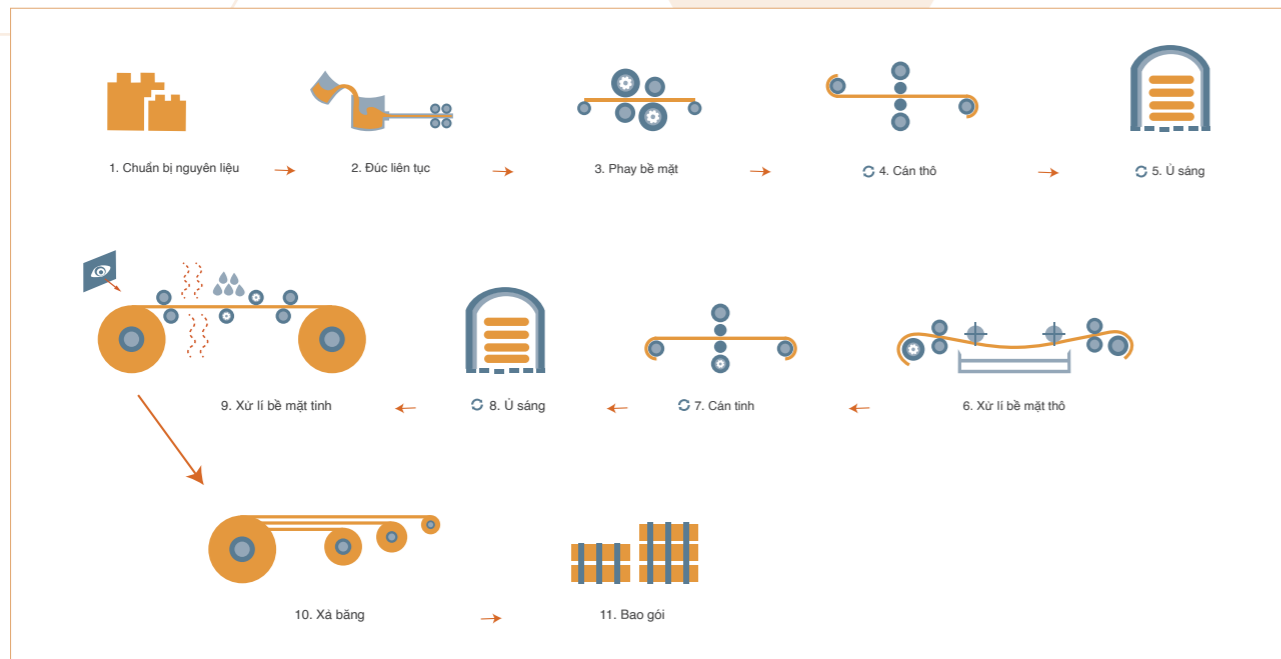 1. Chuẩn bị nguyên liệu
2. Đúc liên tục
3. Phay bề mặt
4. Cán thô
5. Ủ sáng
9. Xử lí bề mặt tinh
8. Ủ sáng
7. Cán tinh
6. Xử lí bề mặt thô
10. Xả băng
11. Bao gói